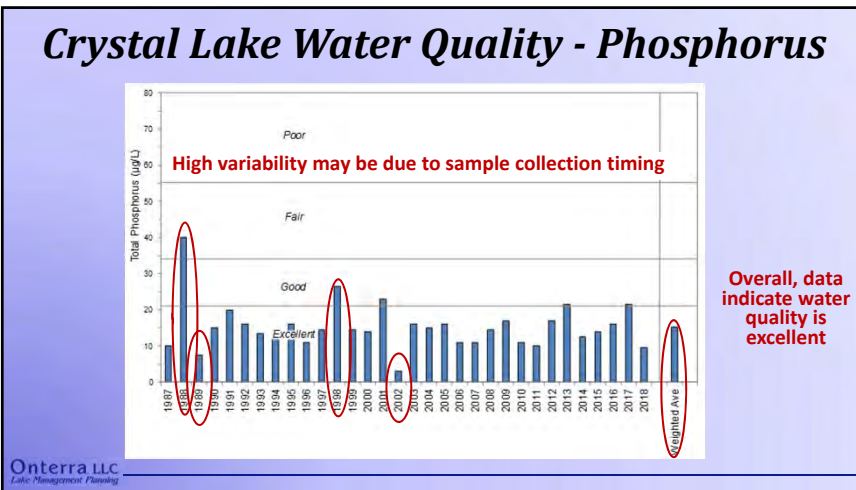 Crystal Lake Water Quality - Phosphorus
80
70
60
50
40
30
20
10
0
Total Phosphorus (µg/L)
Poor
High variability may be due to sample collection timing
Fair
Good
Excellent
1987
1988
1989
1990
1991
1992
1993
1994
1995
1996
1997
1998
1999
2000
2001
2002
2003
2004
2005
2006
2007
2008
2009
2010
2011
2012
2013
2014
2015
2016
2017
2018
Weighted Ave
Overall, data
indicate water
quality is
excellent
Onterra LLC
Lake Management Planning